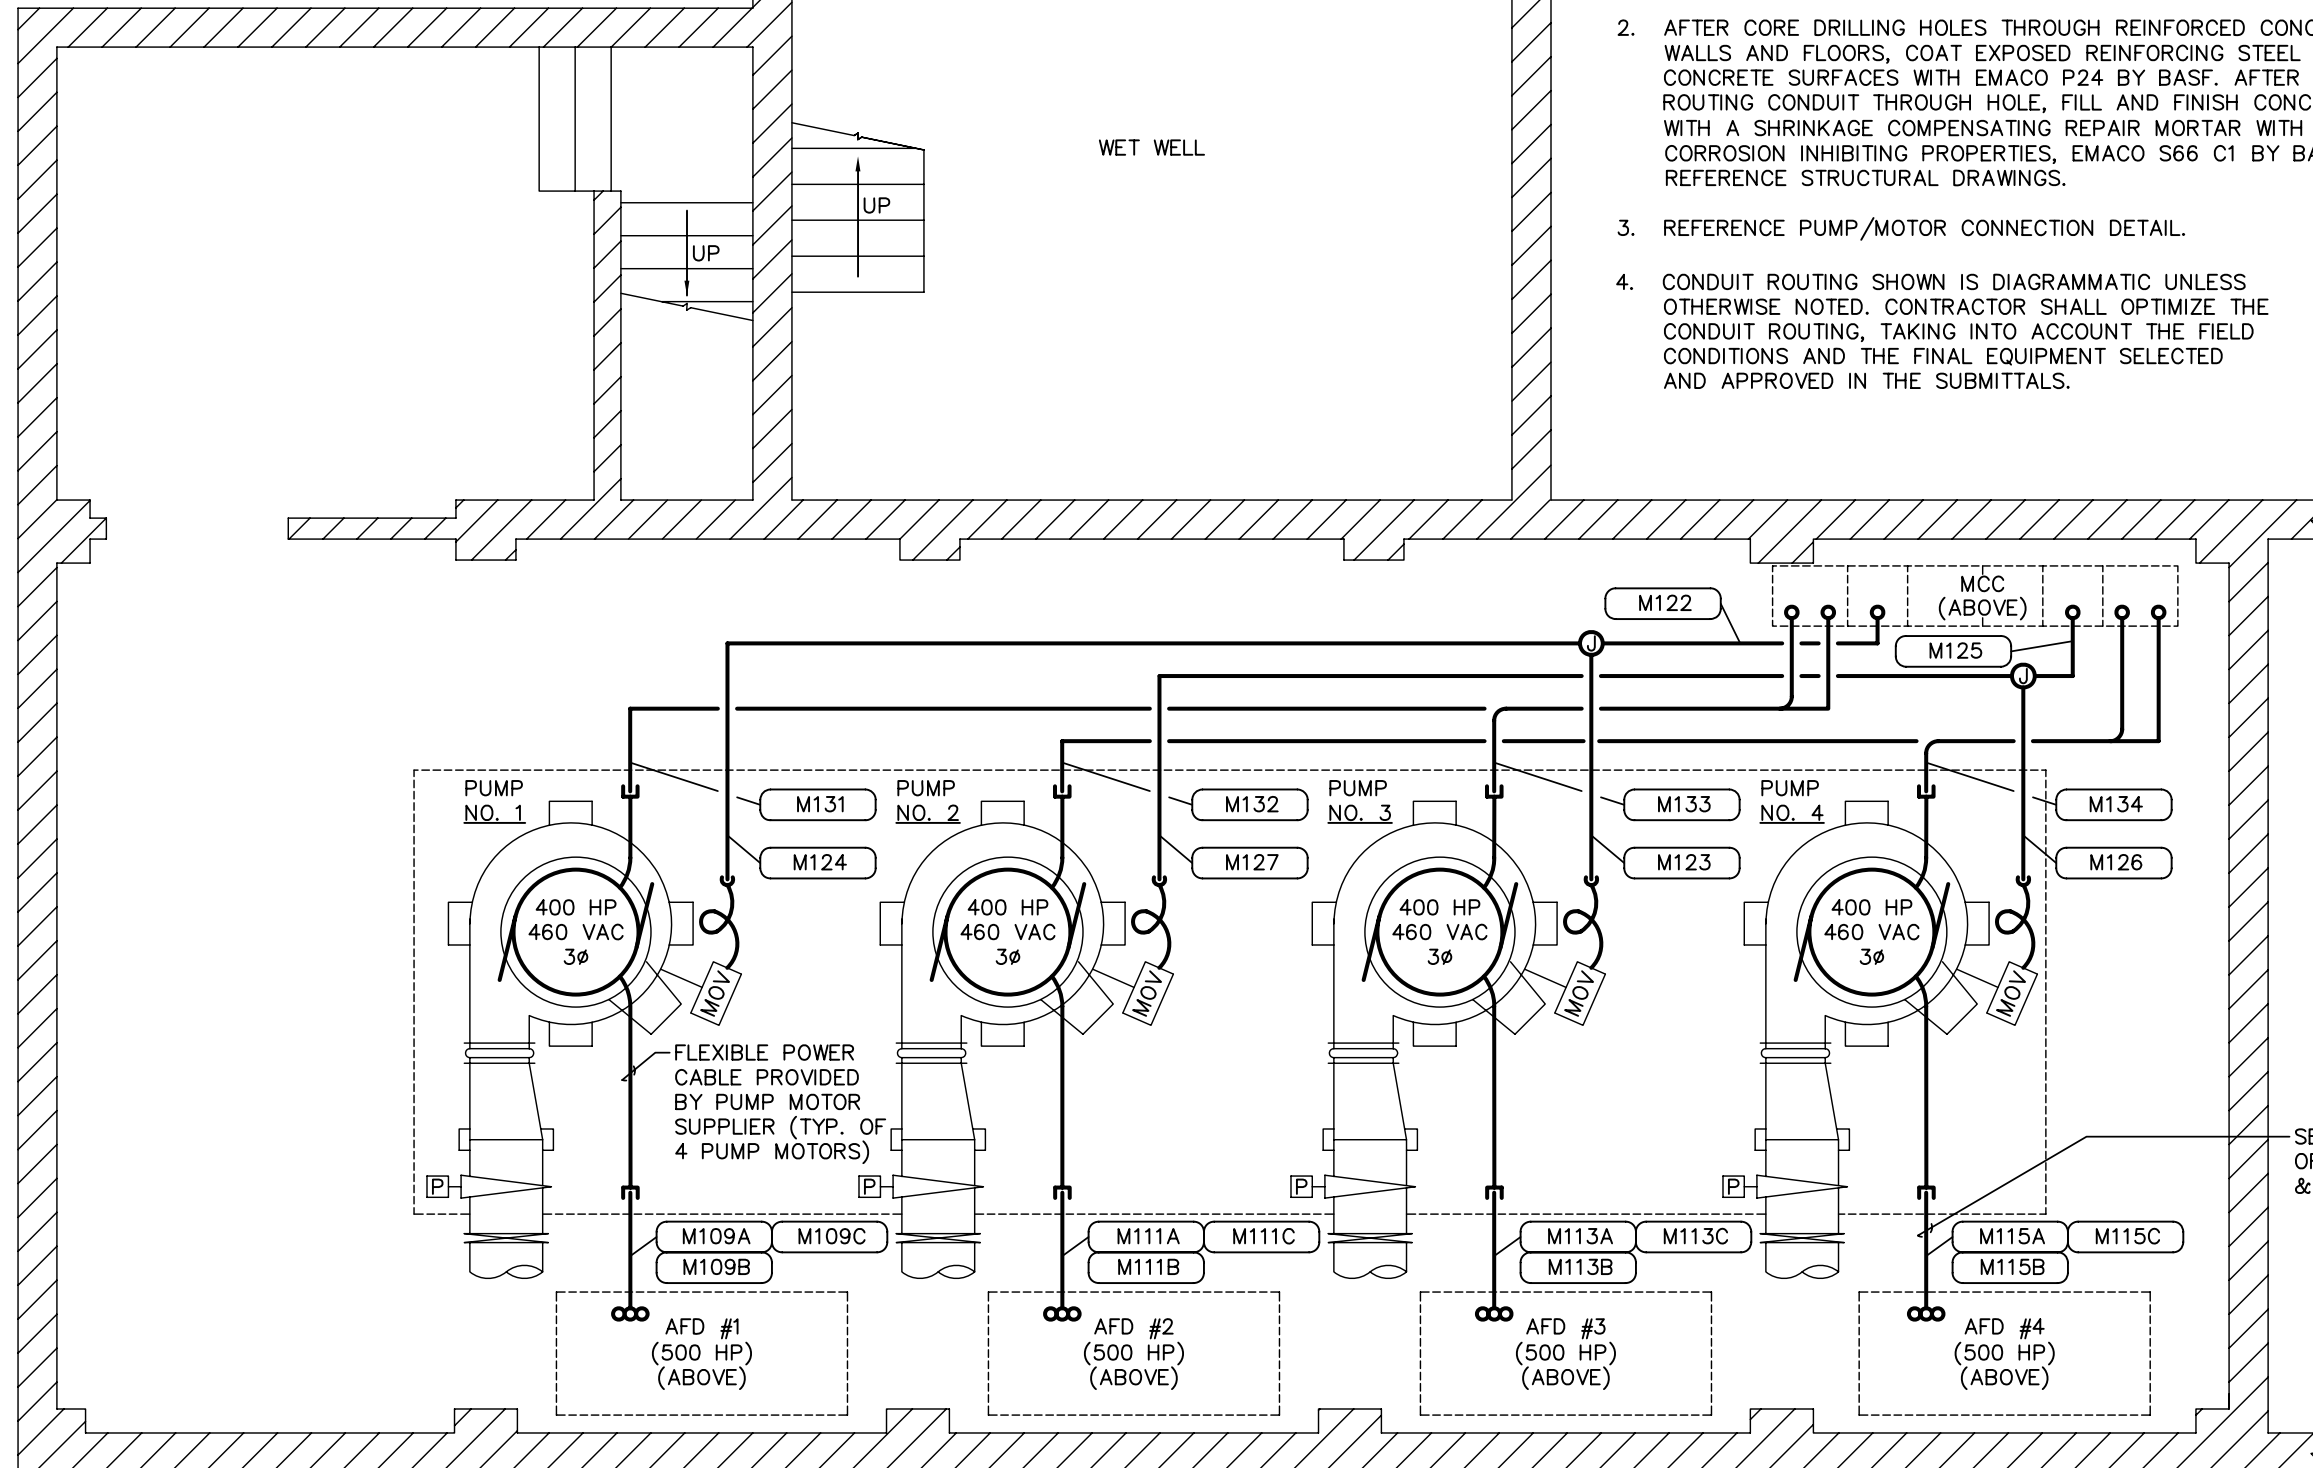 2. AFTER CORE DRILLING HOLES THROUGH REINFORCED CONC
WALLS AND FLOORS, COAT EXPOSED REINFORCING STEEL
CONCRETE SURFACES WITH EMACO P24 BY BASF. AFTER
ROUTING CONDUIT THROUGH HOLE, FILL AND FINISH CONC
WITH A SHRINKAGE COMPENSATING REPAIR MORTAR WITH
CORROSION INHIBITING PROPERTIES, EMACO S66 C1 BY BA
REFERENCE STRUCTURAL DRAWINGS.
3. REFERENCE PUMP/MOTOR CONNECTION DETAIL.
4. CONDUIT ROUTING SHOWN IS DIAGRAMMATIC UNLESS
OTHERWISE NOTED. CONTRACTOR SHALL OPTIMIZE THE
CONDUIT ROUTING, TAKING INTO ACCOUNT THE FIELD
CONDITIONS AND THE FINAL EQUIPMENT SELECTED
AND APPROVED IN THE SUBMITTALS.
WET WELL
UP
UP
MCC
(ABOVE)
M122
M125
J
J
PUMP
NO. 1
M131
M124
PUMP
NO. 2
M132
M127
PUMP
NO. 3
M133
M123
PUMP
NO. 4
M134
M126
400 HP
460 VAC
3ø
MOV
400 HP
460 VAC
3ø
MOV
400 HP
460 VAC
3ø
MOV
400 HP
460 VAC
3ø
MOV
FLEXIBLE POWER
CABLE PROVIDED
BY PUMP MOTOR
SUPPLIER (TYP. OF
4 PUMP MOTORS)
P
P
P
P
SE
OF
&
M109A M109C
M109B
M111A M111C
M111B
M113A M113C
M113B
M115A M115C
M115B
AFD #1
(500 HP)
(ABOVE)
AFD #2
(500 HP)
(ABOVE)
AFD #3
(500 HP)
(ABOVE)
AFD #4
(500 HP)
(ABOVE)